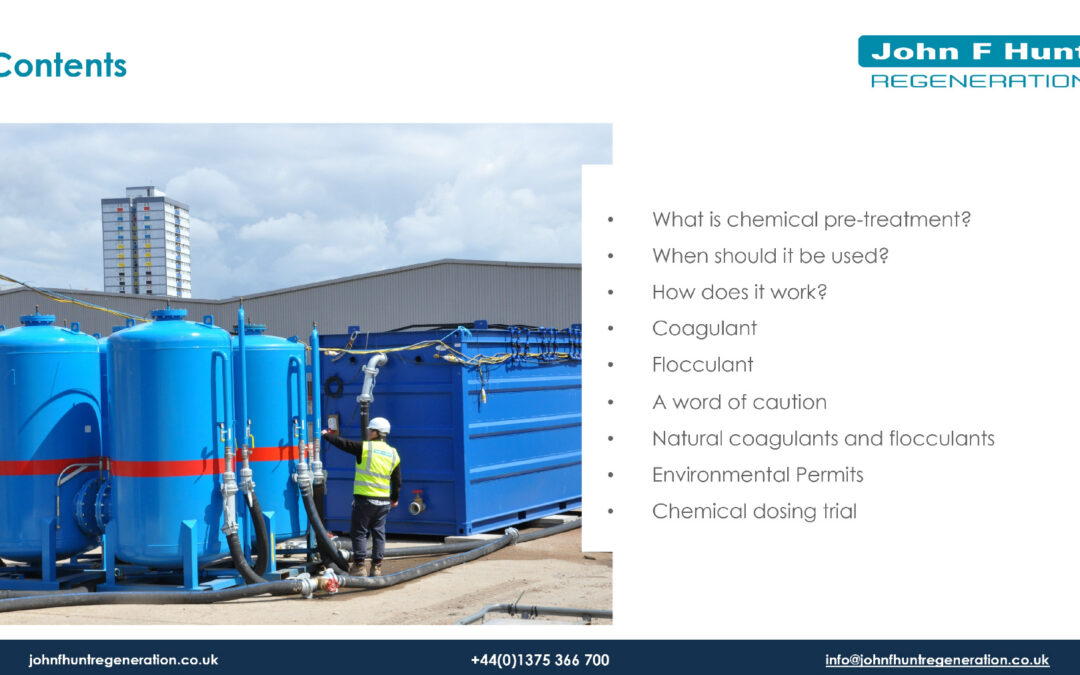 Contents
John F Hunt
REGENERATION
• What is chemical pre-treatment?
• When should it be used?
• How does it work?
• Coagulant
• Flocculant
• A word of caution
• Natural coagulants and flocculants
• Environmental Permits
• Chemical dosing trial
johnfhuntregeneration.co.uk
+44(0)1375 366 700
info@johnfhuntregeneration.co.uk